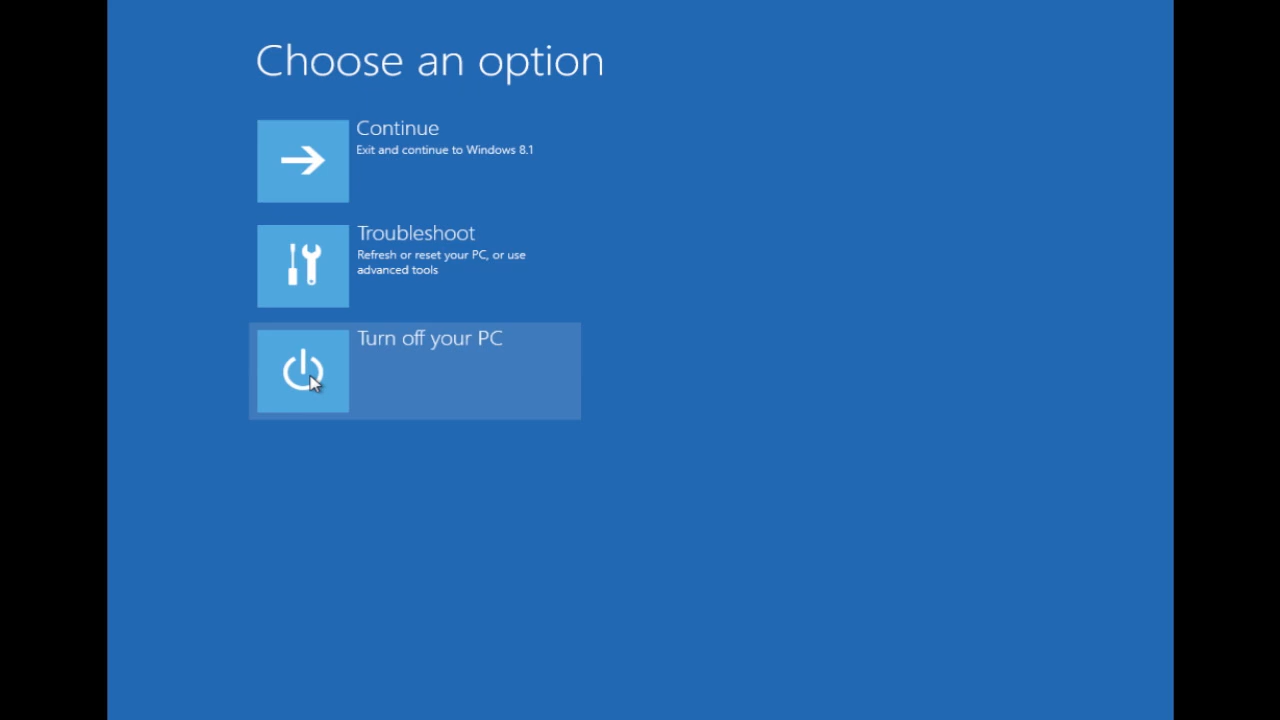 Choose an option
Continue
Exit and continue to Windows 8.1
Troubleshoot
Refresh or reset your PC, or use
advanced tools
Turn off your PC